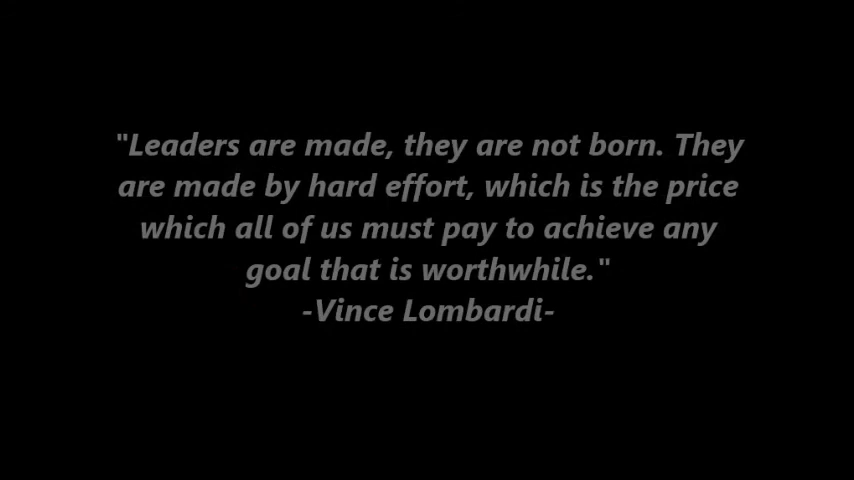 "Leaders are made, they are not born. They
are made by hard effort, which is the price
which all of us must pay to achieve any
goal that is worthwhile."
-Vince Lombardi-